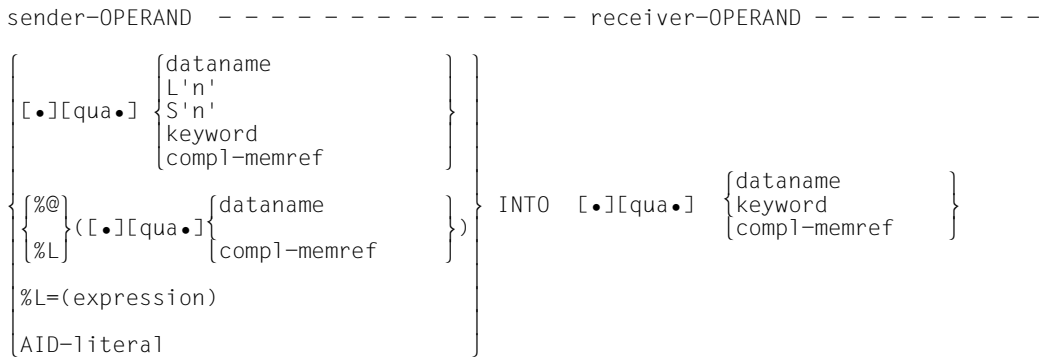 sender-OPERAND - - - - - - - - - - - - - - - receiver-OPERAND - - - - - - - - -
dataname
L'n'
[•][qua•] S'n'
keyword
compl-memref
dataname
%@ dataname INTO [•][qua•] keyword
([•][qua•] )
%L compl-memref compl-memref
%L=(expression)
AID-literal